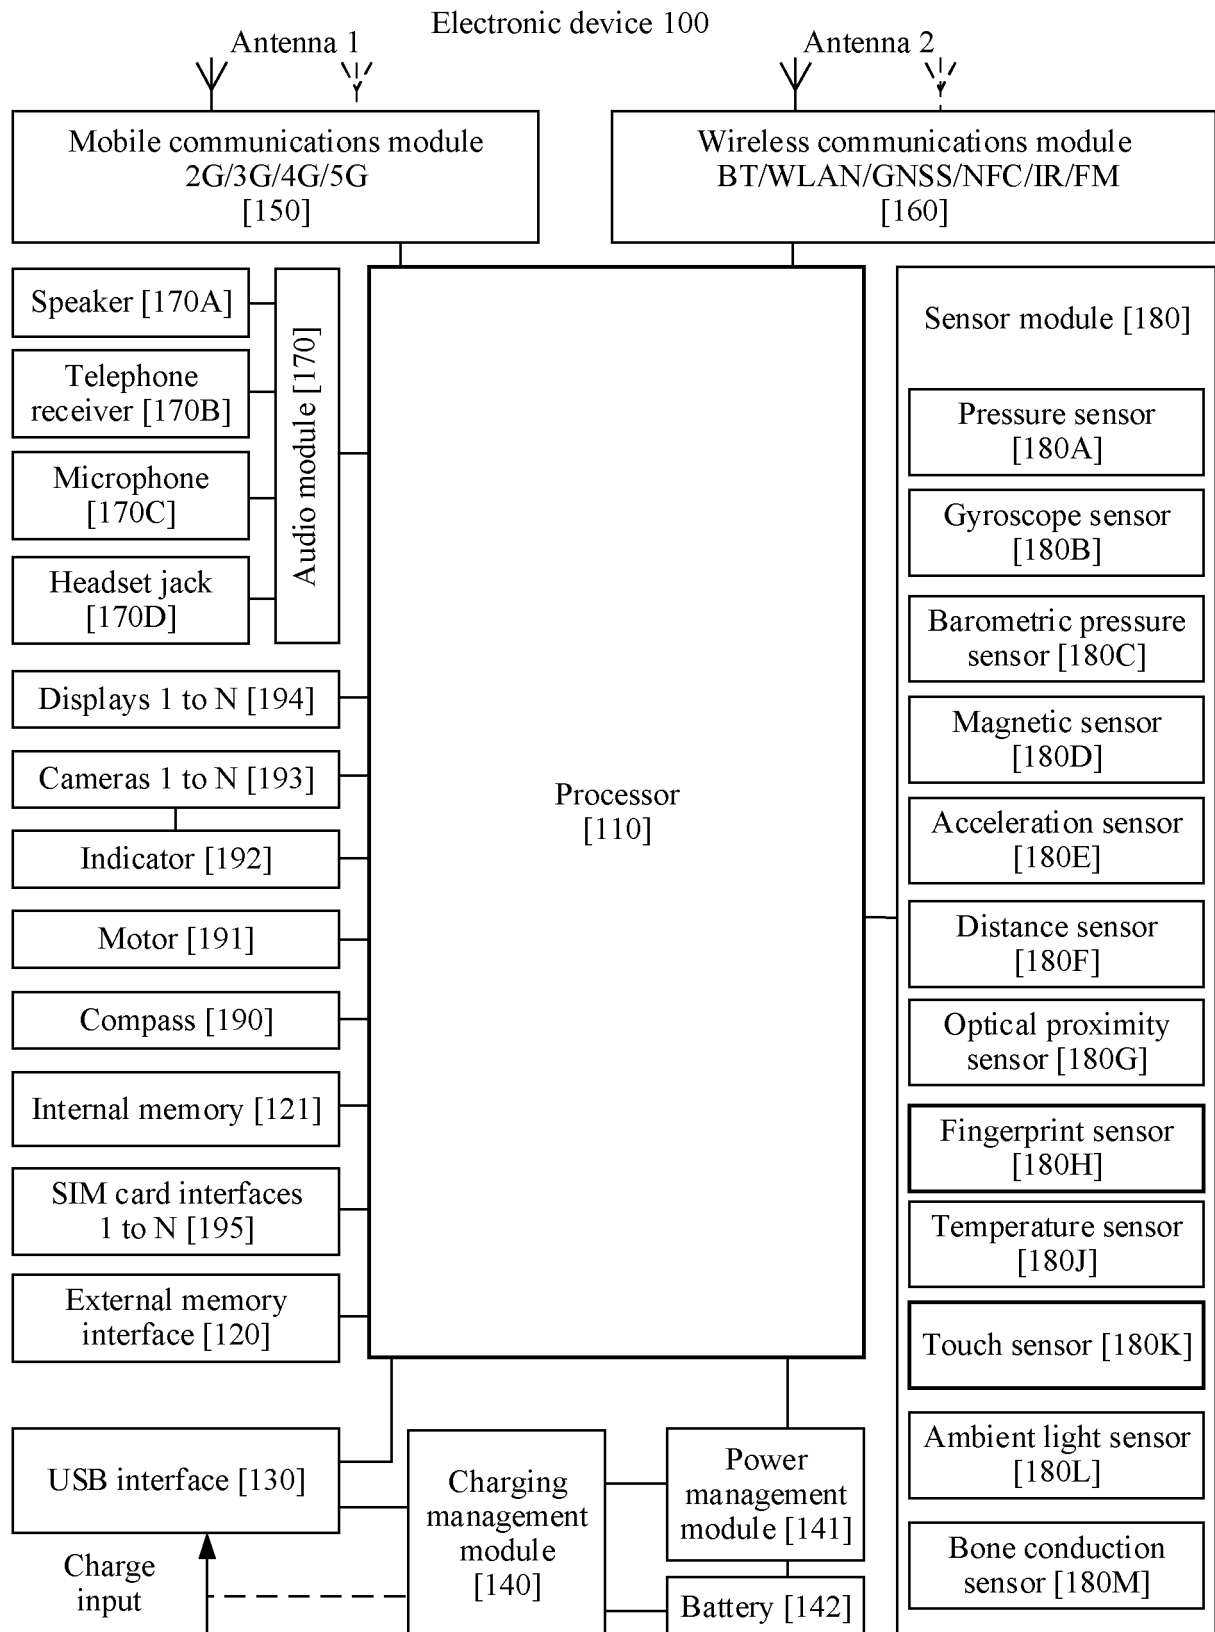 Electronic device 100
Antenna 1
Antenna 2
Mobile communications module
2G/3G/4G/5G
[150]
Wireless communications module
BT/WLAN/GNSS/NFC/IR/FM
[160]
Speaker [170A]
Telephone
receiver [170B]
Microphone
[170C]
Headset jack
[170D]
Audio module [170]
Displays 1 to N [194]
Cameras 1 to N [193]
Indicator [192]
Motor [191]
Compass [190]
Internal memory [121]
SIM card interfaces
1 to N [195]
External memory
interface [120]
Processor
[110]
Sensor module [180]
Pressure sensor
[180A]
Gyroscope sensor
[180B]
Barometric pressure
sensor [180C]
Magnetic sensor
[180D]
Acceleration sensor
[180E]
Distance sensor
[180F]
Optical proximity
sensor [180G]
Fingerprint sensor
[180H]
Temperature sensor
[180J]
Touch sensor [180K]
Ambient light sensor
[180L]
Bone conduction
sensor [180M]
USB interface [130]
Charge
input
Charging
management
module
[140]
Power
management
module [141]
Battery [142]